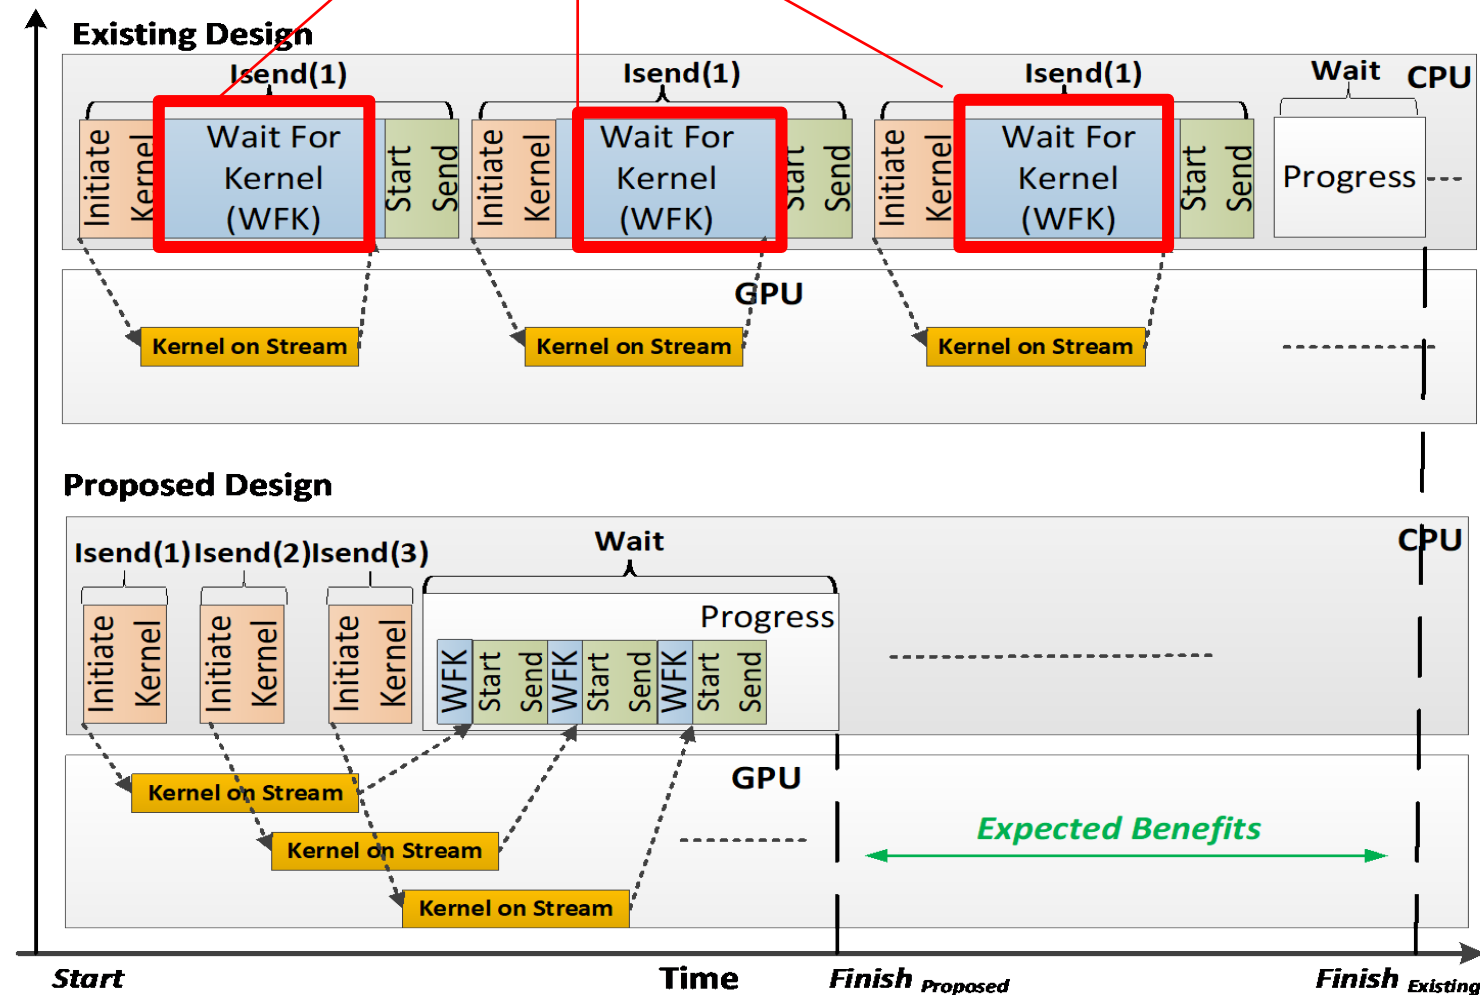 Existing Design
Isend(1)
Isend(1)
Isend(1)
Wait
CPU
Initiate
Kernel
Wait For
Kernel
(WFK)
Start
Send
Initiate
Kernel
Wait For
Kernel
(WFK)
Start
Send
Initiate
Kernel
Wait For
Kernel
(WFK)
Start
Send
Progress
GPU
Kernel on Stream
Kernel on Stream
Kernel on Stream
Proposed Design
CPU
Isend(1)
Isend(2)
Isend(3)
Wait
Initiate
Kernel
Initiate
Kernel
Initiate
Kernel
Progress
WFK
Start
Send
WFK
Start
Send
WFK
Start
Send
GPU
Kernel on Stream
Kernel on Stream
Kernel on Stream
Expected Benefits
Start
Time
Finish Proposed
Finish Existing